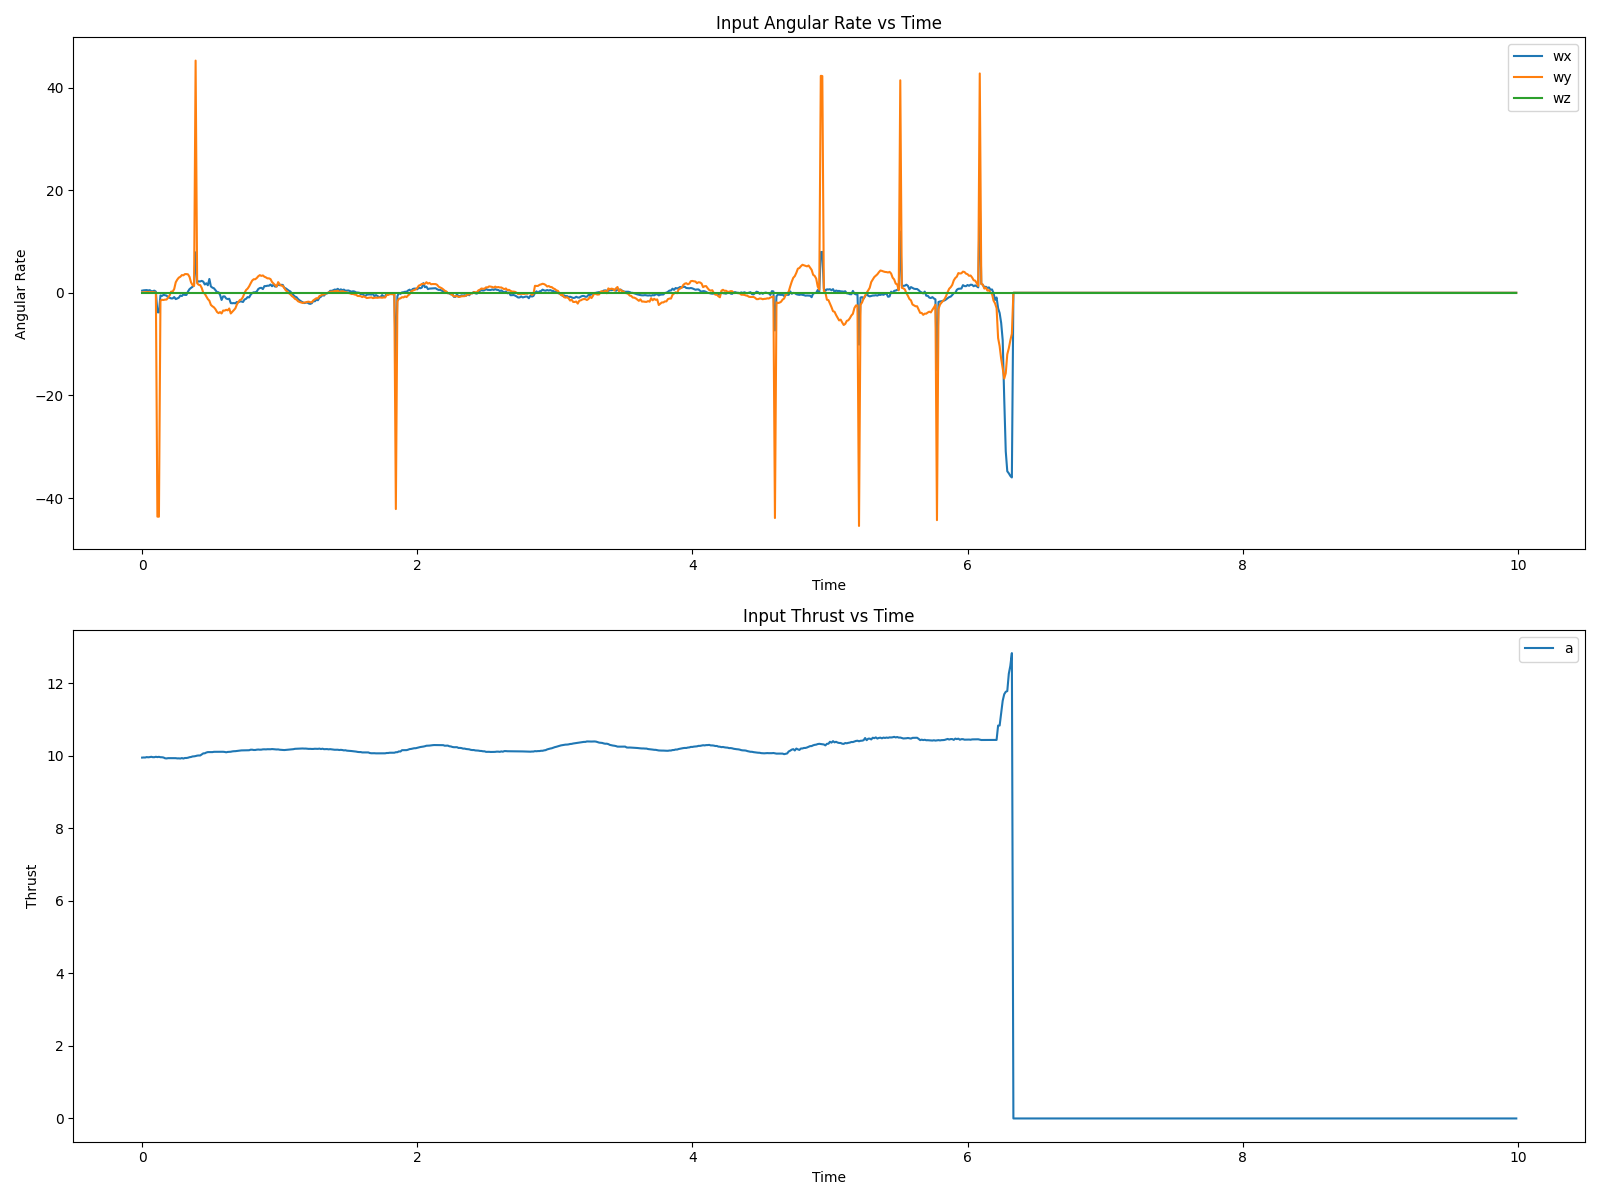 Input Angular Rate vs Time
Angular Rate
40
20
0
−20
−40
wx
wy
wz
0 2 4 6 8 10
Time
Input Thrust vs Time
Thrust
12
10
8
6
4
2
0
a
0 2 4 6 8 10
Time